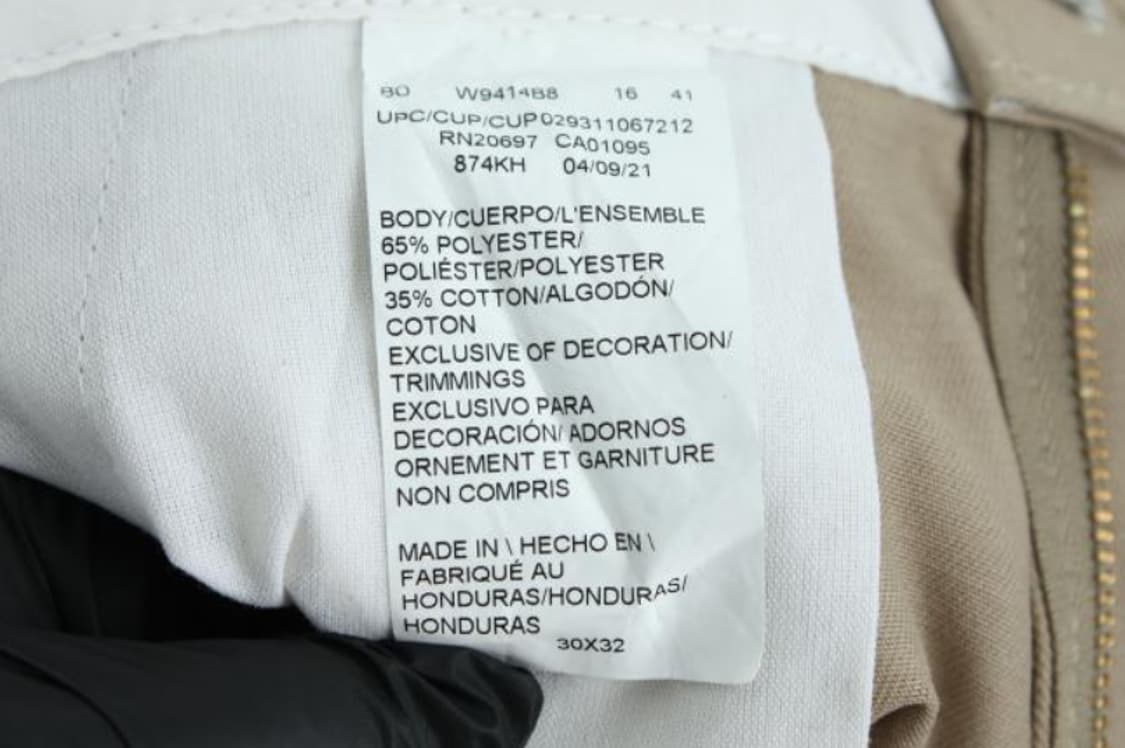 80 W941488 16 41
UPC/CUP/CUP 029311067212
RN20697 CA01095
874KH 04/09/21
BODY/CUERPO/L'ENSEMBLE
65% POLYESTER/
POLIÉSTER/POLYESTER
35% COTTON/ALGODÓN/
COTON
EXCLUSIVE OF DECORATION/
TRIMMINGS
EXCLUSIVO PARA
DECORACIÓN/ ADORNOS
ORNEMENT ET GARNITURE
NON COMPRIS
MADE IN \ HECHO EN \
FABRIQUÉ AU
HONDURAS/HONDURAS/
HONDURAS
30X32